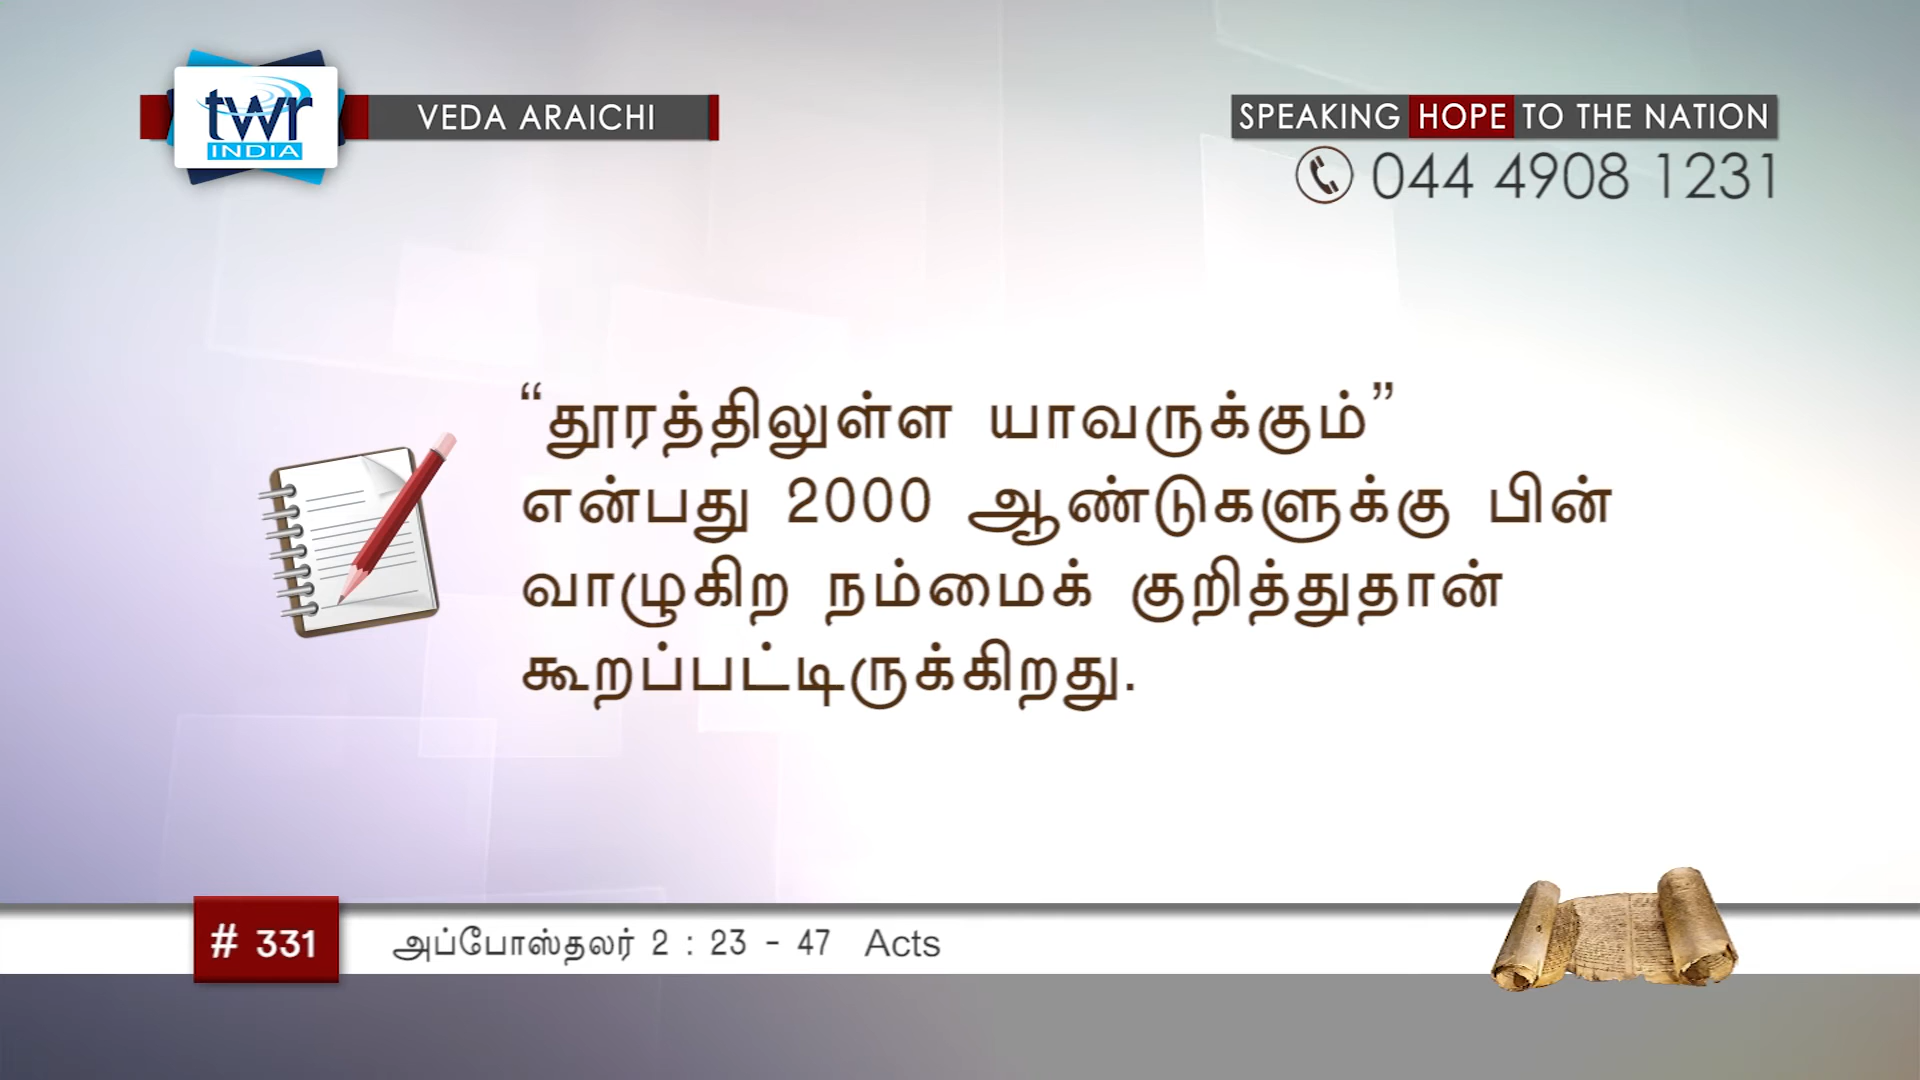 twr
INDIA
VEDA ARAICHI
SPEAKING HOPE TO THE NATION
044 4908 1231
“தூரத்திலுள்ள யாவருக்கும்”
என்பது 2000 ஆண்டுகளுக்கு பின்
வாழுகிற நம்மைக் குறித்துதான்
கூறப்பட்டிருக்கிறது.
# 331
அப்போஸ்தலர் 2 : 23 - 47 Acts